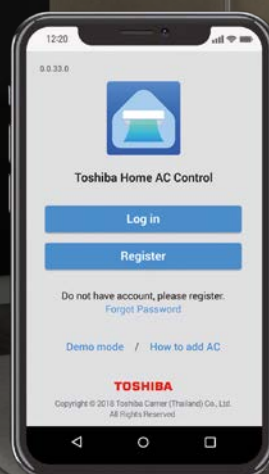 12:20
0.0.33.0
Toshiba Home AC Control
Log in
Register
Do not have account, please register.
Forgot Password
Demo mode / How to add AC
TOSHIBA
Copyright © 2018 Toshiba Carrier (Thailand) Co., Ltd.
All Rights Reserved